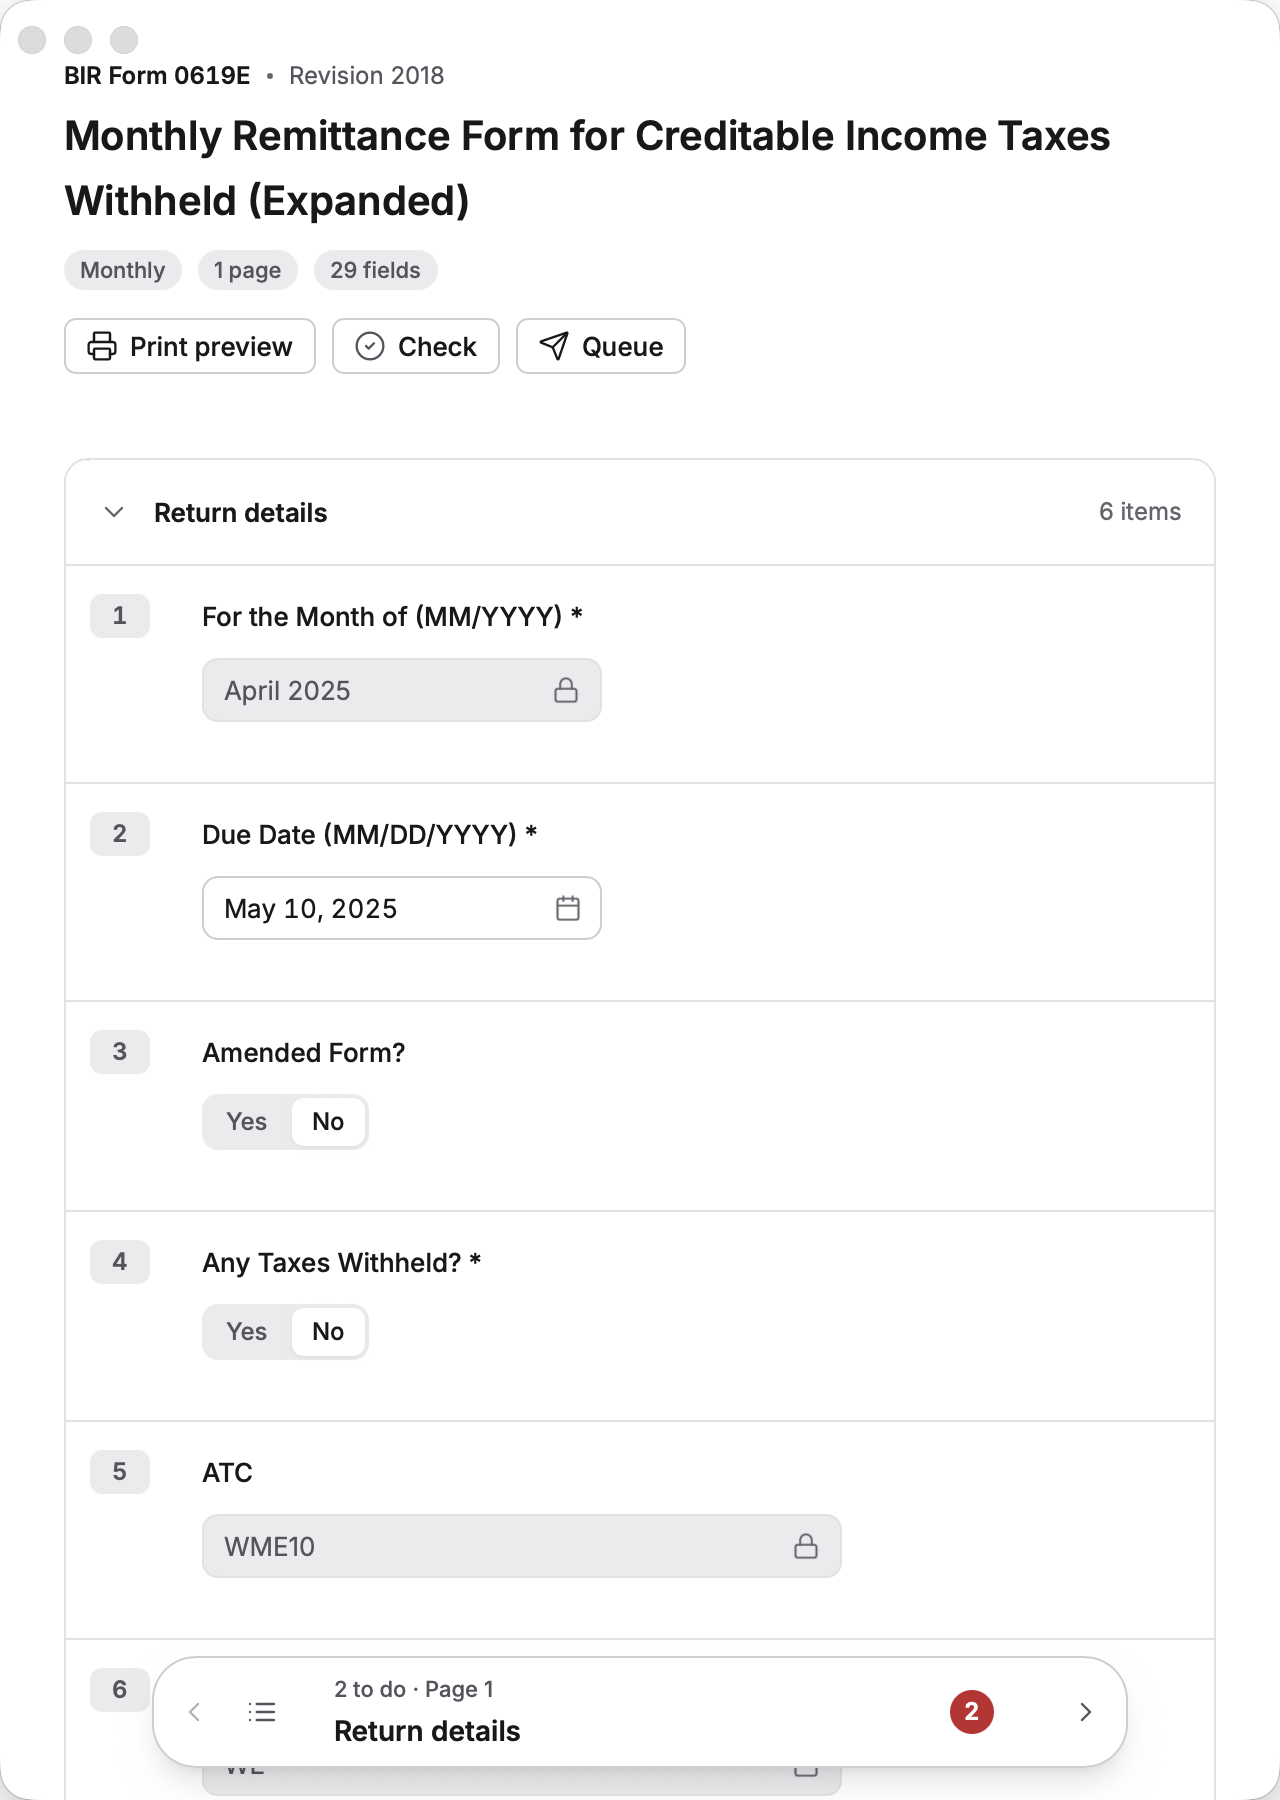 BIR Form 0619E • Revision 2018
Monthly Remittance Form for Creditable Income Taxes
Withheld (Expanded)
Monthly 1 page 29 fields
Print preview Check Queue
Return details 6 items
1 For the Month of (MM/YYYY) *
April 2025
2 Due Date (MM/DD/YYYY) *
May 10, 2025
3 Amended Form?
Yes No
4 Any Taxes Withheld? *
Yes No
5 ATC
WME10
6
2 to do · Page 1
Return details 2